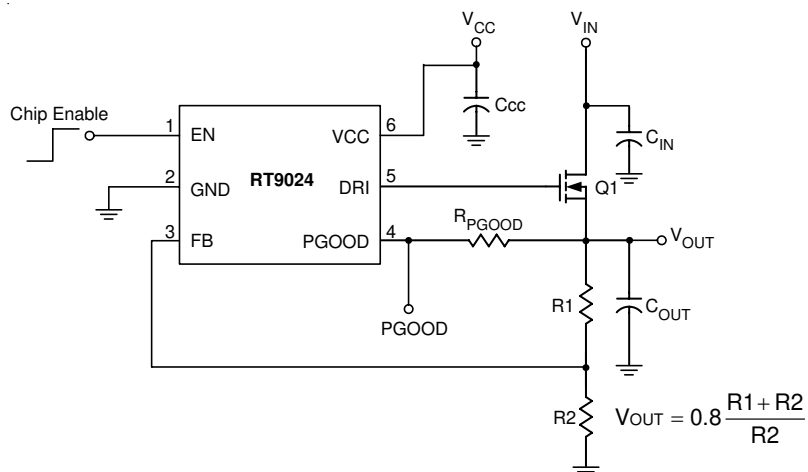 VCC
VIN
Chip Enable
CCC
1
EN
VCC
6
CIN
2
GND
RT9024
DRI
5
Q1
RPGOOD
3
FB
PGOOD
4
VOUT
R1
COUT
PGOOD
R2
VOUT = 0.8 R1 + R2 / R2